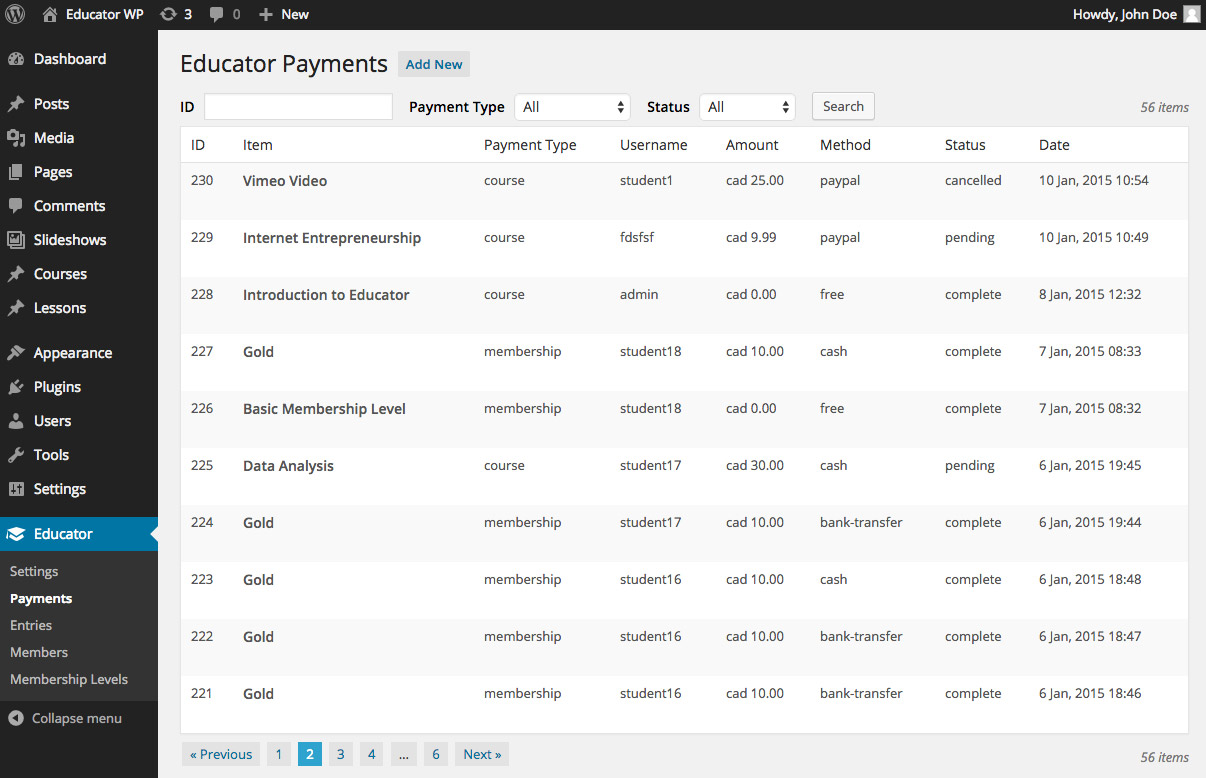 Educator WP 3 0 New Howdy, John Doe
Dashboard
Posts
Media
Pages
Comments
Slideshows
Courses
Lessons
Appearance
Plugins
Users
Tools
Settings
Educator
Settings
Payments
Entries
Members
Membership Levels
Collapse menu
Educator Payments Add New
ID Payment Type All Status All Search 56 items
ID Item Payment Type Username Amount Method Status Date
230 Vimeo Video course student1 cad 25.00 paypal cancelled 10 Jan, 2015 10:54
229 Internet Entrepreneurship course fdsfsf cad 9.99 paypal pending 10 Jan, 2015 10:49
228 Introduction to Educator course admin cad 0.00 free complete 8 Jan, 2015 12:32
227 Gold membership student18 cad 10.00 cash complete 7 Jan, 2015 08:33
226 Basic Membership Level membership student18 cad 0.00 free complete 7 Jan, 2015 08:32
225 Data Analysis course student17 cad 30.00 cash pending 6 Jan, 2015 19:45
224 Gold membership student17 cad 10.00 bank-transfer complete 6 Jan, 2015 19:44
223 Gold membership student16 cad 10.00 cash complete 6 Jan, 2015 18:48
222 Gold membership student16 cad 10.00 bank-transfer complete 6 Jan, 2015 18:47
221 Gold membership student16 cad 10.00 bank-transfer complete 6 Jan, 2015 18:46
« Previous 1 2 3 4 ... 6 Next » 56 items